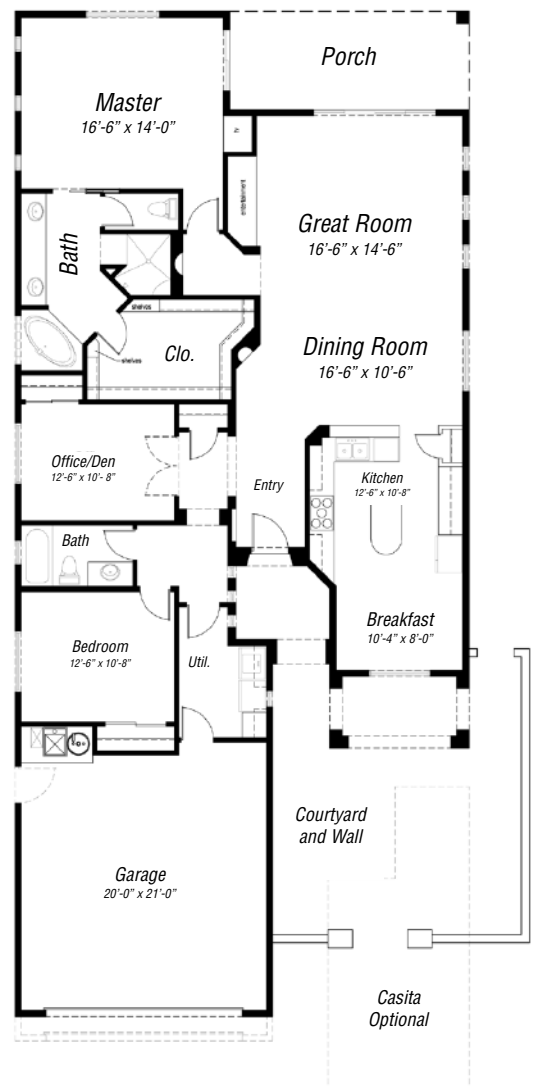 Porch
Master
16'-6" x 14'-0"
tv
entertainment
Great Room
16'-6" x 14'-6"
Bath
shelves
Clo.
shelves
Dining Room
16'-6" x 10'-6"
Office/Den
12'-6" x 10'- 8"
Entry
Kitchen
12'-6" x 10'-8"
Bath
Breakfast
10'-4" x 8'-0"
Bedroom
12'-6" x 10'-8"
Util.
Courtyard
and Wall
Garage
20'-0" x 21'-0"
Casita
Optional